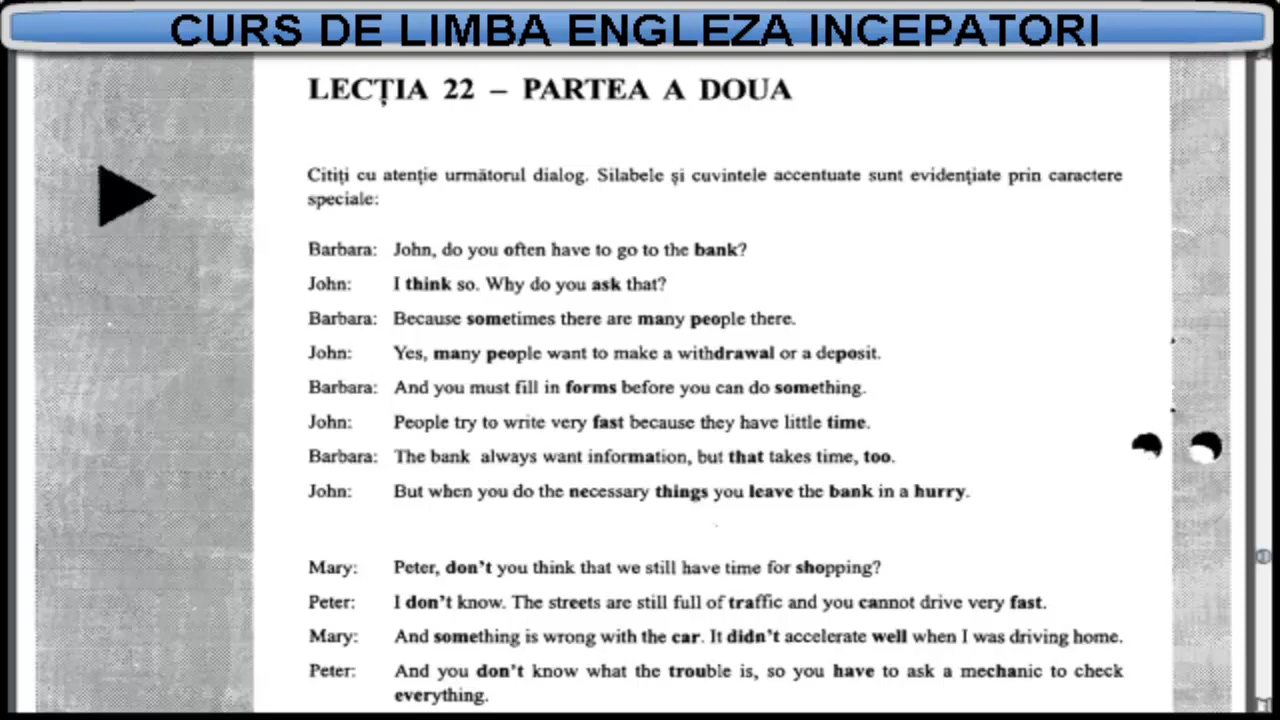 CURS DE LIMBA ENGLEZA INCEPATORI
LECȚIA 22 – PARTEA A DOUA
Citiți cu atenție următorul dialog. Silabele și cuvintele accentuate sunt evidențiate prin caractere
speciale:
Barbara: John, do you often have to go to the bank?
John: I think so. Why do you ask that?
Barbara: Because sometimes there are many people there.
John: Yes, many people want to make a withdrawal or a deposit.
Barbara: And you must fill in forms before you can do something.
John: People try to write very fast because they have little time.
Barbara: The bank always want information, but that takes time, too.
John: But when you do the necessary things you leave the bank in a hurry.
Mary: Peter, don't you think that we still have time for shopping?
Peter: I don't know. The streets are still full of traffic and you cannot drive very fast.
Mary: And something is wrong with the car. It didn't accelerate well when I was driving home.
Peter: And you don't know what the trouble is, so you have to ask a mechanic to check
everything.